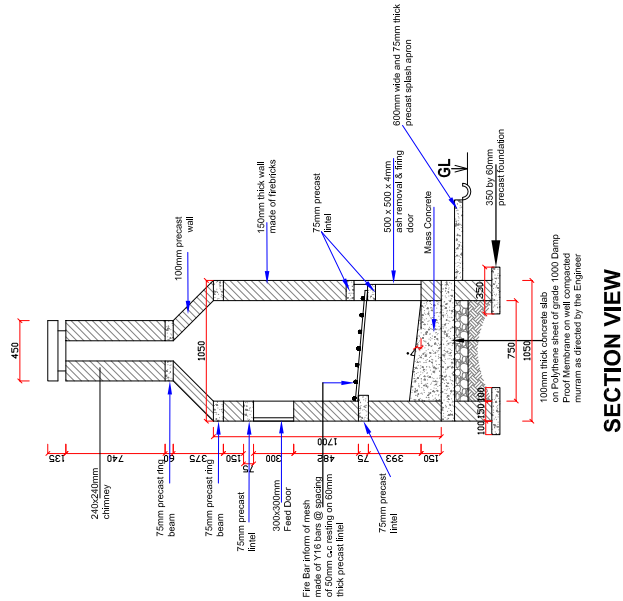 600mm wide and 75mm thick
precast splash apron
GL
350 by 60mm
precast foundation
500 x 500 x 4mm
ash removal & firing
door
Mass Concrete
75mm precast
lintel
150mm thick wall
made of firebricks
100mm precast
wall
450
1050
350
750
1050
100
150
100
1700
135
740
60
375
150
75
300
482
75
393
150
240x240mm
chimney
75mm precast ring
beam
75mm precast ring
beam
75mm precast
lintel
300x300mm
Feed Door
Fire Bar inform of mesh
made of Y16 bars @ spacing
of 50mm c-c resting on 60mm
thick precast lintel
75mm precast
lintel
100mm thick concrete slab
on Polythene sheet of grade 1000 Damp
Proof Membrane on well compacted
murram as directed by the Engineer
SECTION VIEW